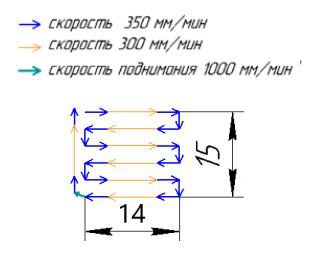 скорость 350 мм/мин
скорость 300 мм/мин
скорость поднимания 1000 мм/мин
15
14